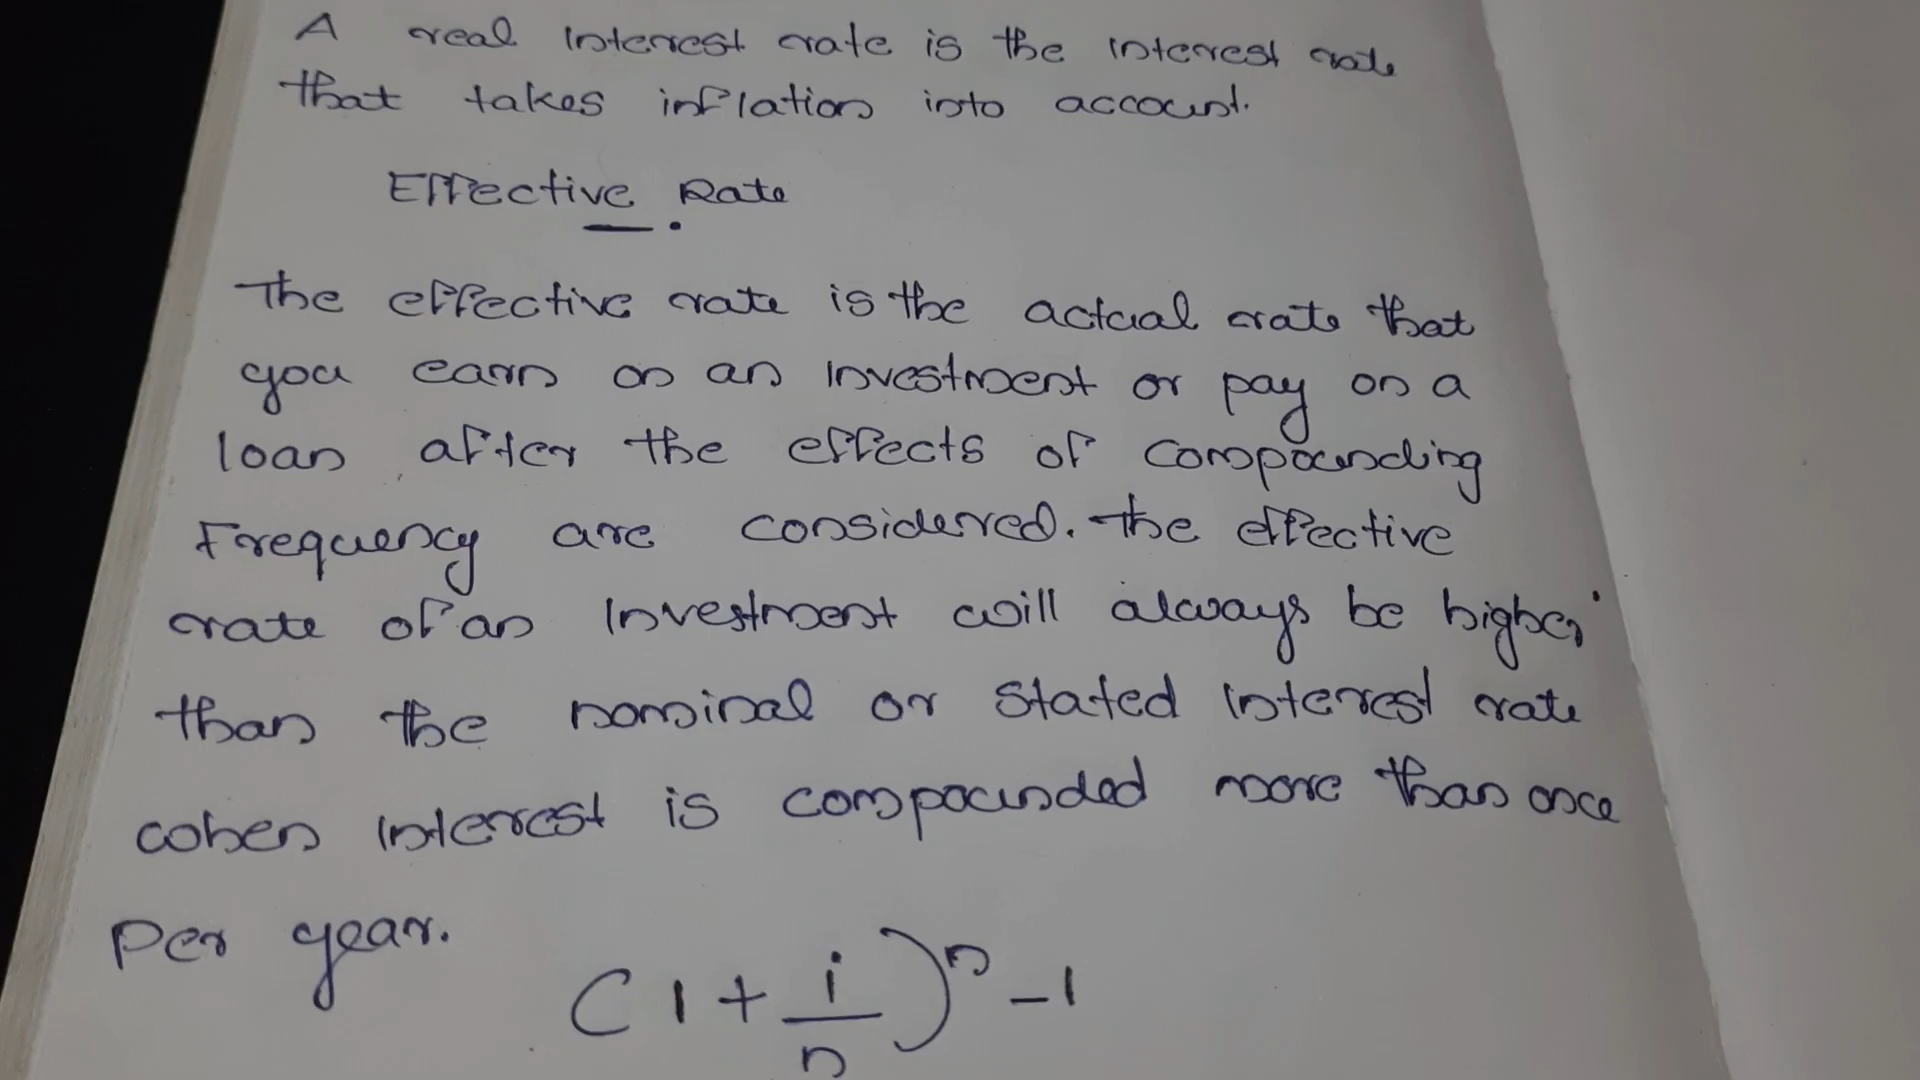 A real interest rate is the interest rate
that takes inflation into account.
Effective Rate
The effective rate is the actual rate that
you earn on an investment or pay on a
loan after the effects of compounding
Frequency are considered. The effective
rate of an investment will always be higher
than the nominal or stated interest rate
when interest is compounded more than once
Per year.
(1 + i/n)^n - 1